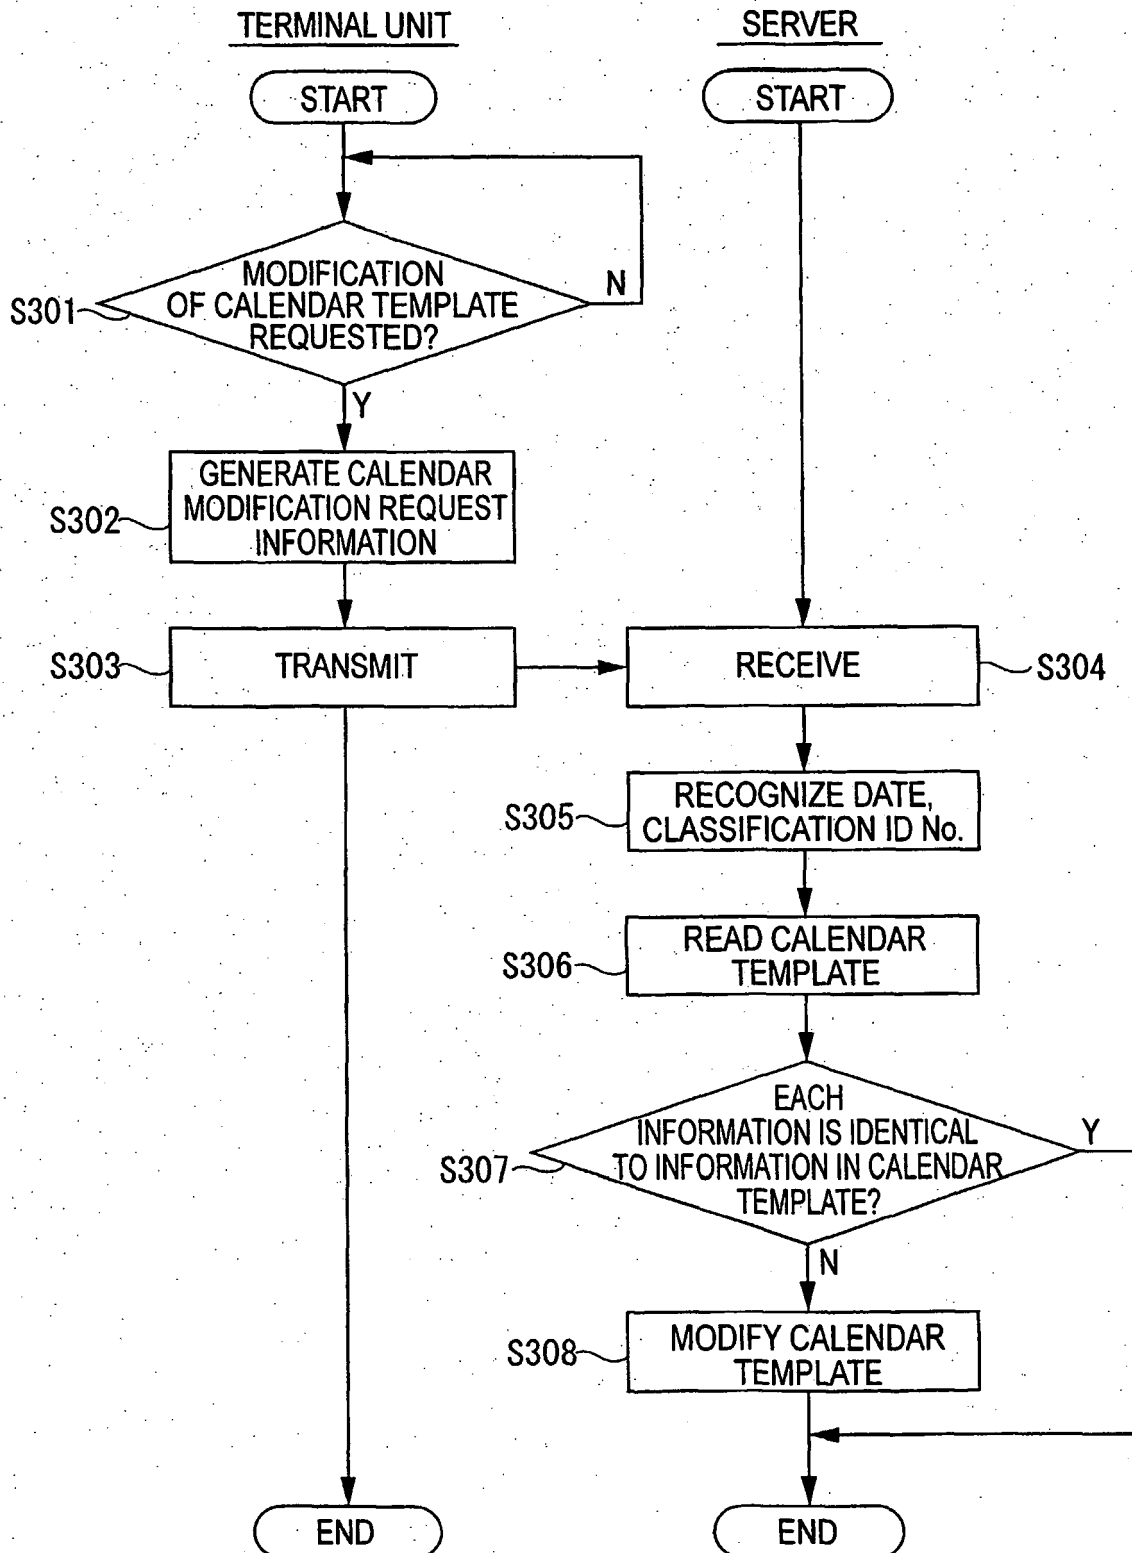 TERMINAL UNIT
SERVER
START
START
MODIFICATION
OF CALENDAR TEMPLATE
REQUESTED?
N
S301
Y
GENERATE CALENDAR
MODIFICATION REQUEST
INFORMATION
S302
TRANSMIT
S303
RECEIVE
S304
RECOGNIZE DATE,
CLASSIFICATION ID No.
S305
READ CALENDAR
TEMPLATE
S306
EACH
INFORMATION IS IDENTICAL
TO INFORMATION IN CALENDAR
TEMPLATE?
Y
S307
N
MODIFY CALENDAR
TEMPLATE
S308
END
END